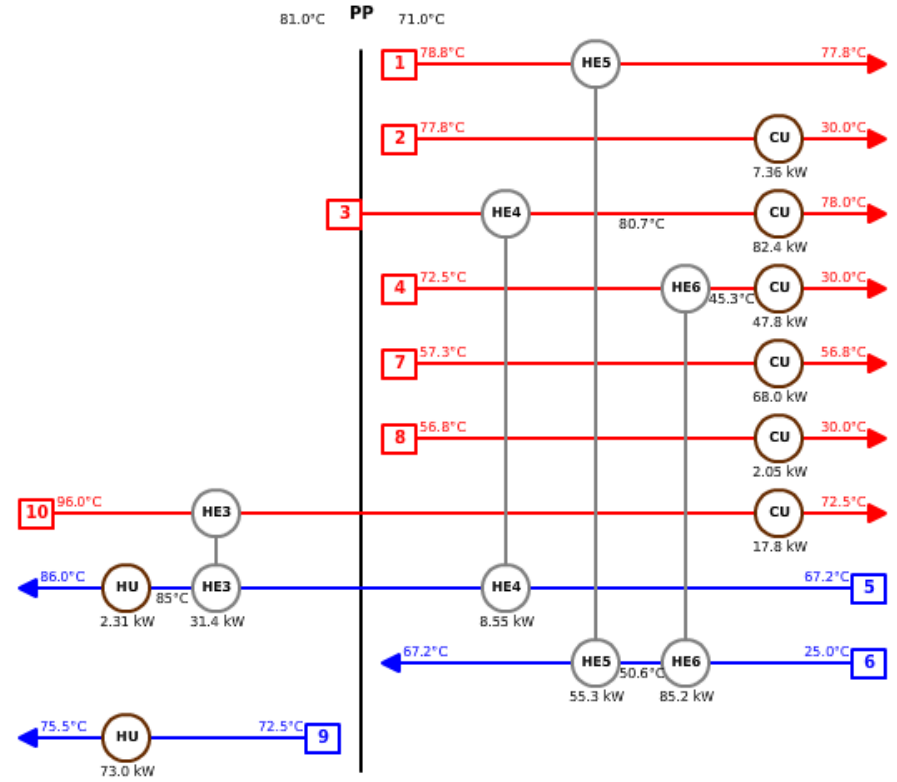 81.0°C PP 71.0°C
1 78.8°C HE5 77.8°C
2 77.8°C CU 30.0°C
7.36 kW
3 HE4 80.7°C CU 78.0°C
82.4 kW
4 72.5°C HE6 45.3°C CU 30.0°C
47.8 kW
7 57.3°C CU 56.8°C
68.0 kW
8 56.8°C CU 30.0°C
2.05 kW
10 96.0°C HE3 CU 72.5°C
17.8 kW
86.0°C HU 85°C HE3 HE4 67.2°C 5
2.31 kW 31.4 kW 8.55 kW
67.2°C HE5 50.6°C HE6 25.0°C 6
55.3 kW 85.2 kW
75.5°C HU 72.5°C 9
73.0 kW